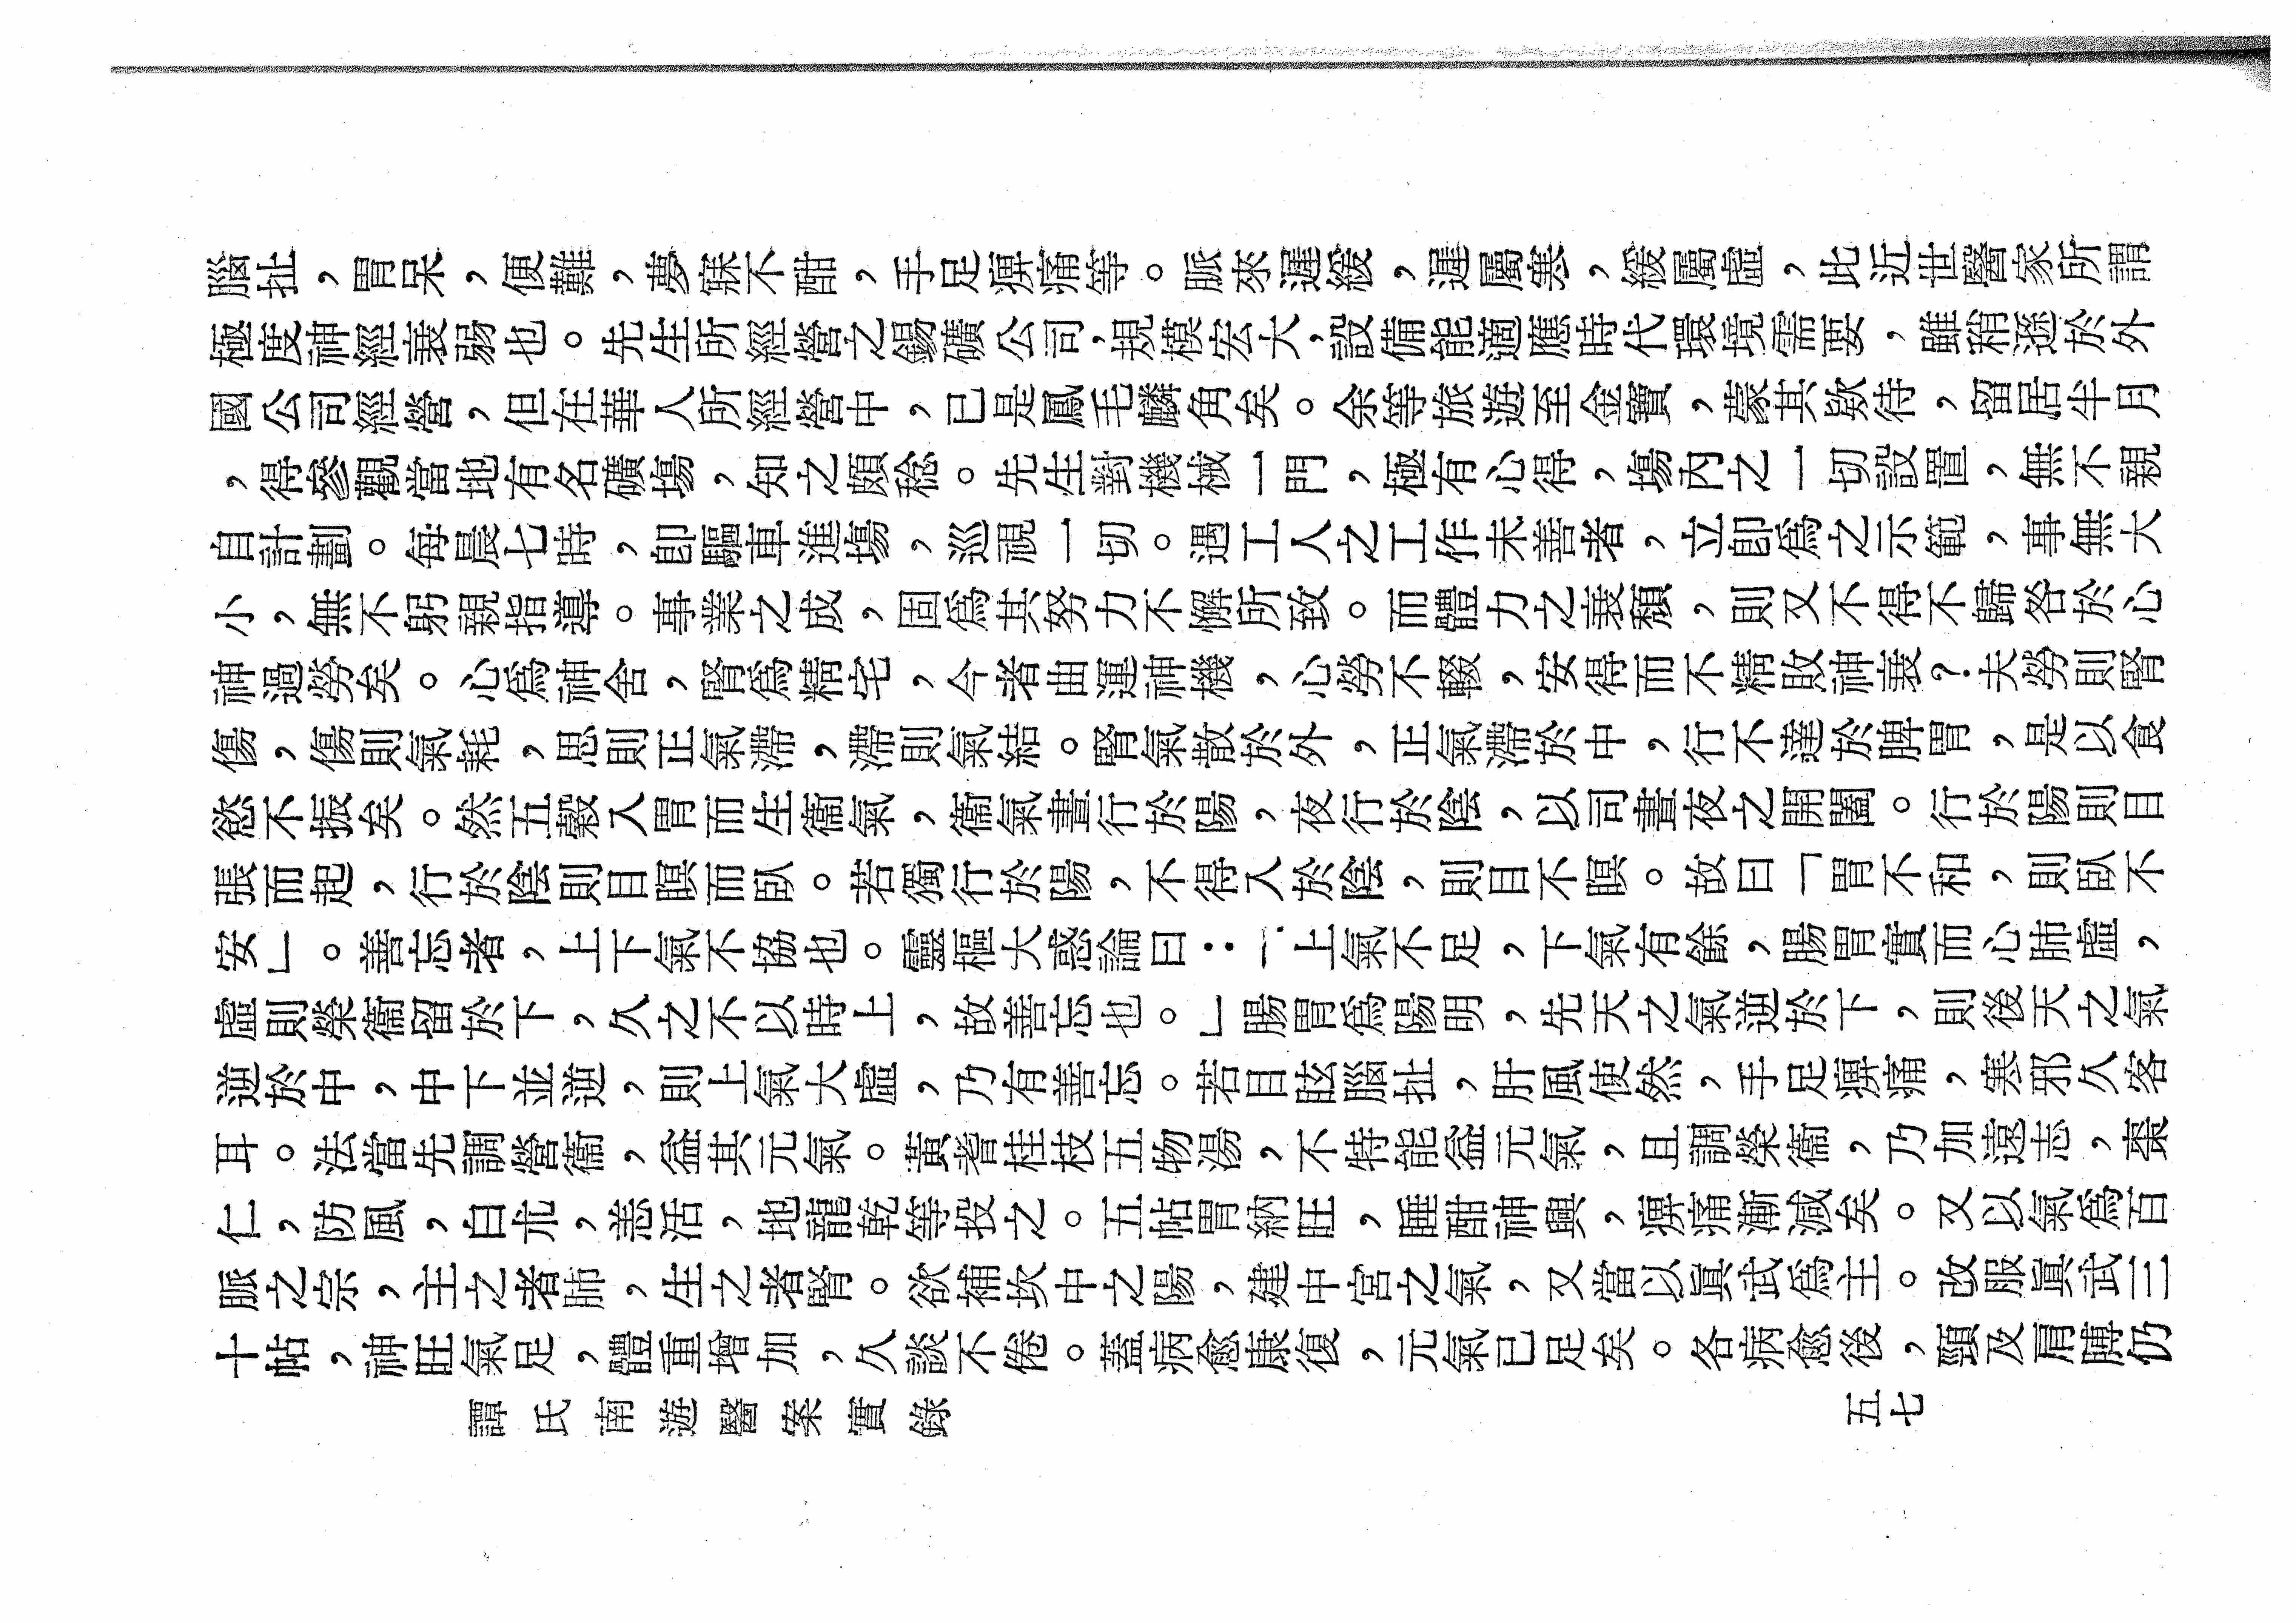 腦扯，胃呆，便難，夢寐不酣，手足痹痛等。脈來遲緩，遲屬寒，緩屬虛，此近世醫家所謂
極度神經衰弱也。先生所經營之錫礦公司，規模宏大，設備能適應時代環境需要，雖稍遜於外
國公司經營，但在華人所經營中，已是鳳毛麟角矣。余等旅遊至金寶，蒙其欵待，留居半月
，得參觀當地有名礦塲，知之頗稔。先生對機械一門，極有心得，塲內之一切設置，無不親
自計劃。每晨七時，卽驅車進塲，巡視一切。遇工人之工作未善者，立卽爲之示範，事無大
小，無不躬親指導。事業之成，固爲其努力不懈所致。而體力之衰頹，則又不得不歸咎於心
神過勞矣。心爲神舍，腎爲精宅，今者曲運神機，心勞不輟，安得而不精敗神衰？夫勞則腎
傷，傷則氣耗，思則正氣滯，滯則氣結。腎氣散於外，正氣滯於中，行不達於脾胃，是以食
慾不振矣。然五穀入胃而生衞氣，衞氣晝行於陽，夜行於陰，以司晝夜之開闔。行於陽則目
張而起，行於陰則目瞑而臥。若獨行於陽，不得入於陰，則目不瞑。故曰「胃不和，則臥不
安」。善忘者，上下氣不協也。靈樞大惑論曰：「上氣不足，下氣有餘，腸胃實而心肺虛，
虛則榮衞留於下，久之不以時上，故善忘也。」腸胃爲陽明，先天之氣逆於下，則後天之氣
逆於中，中下並逆，則上氣大虛，乃有善忘。若目眩腦扯，肝風使然，手足痹痛，寒邪久客
耳。法當先調營衞，益其元氣。黃耆桂枝五物湯，不特能益元氣，且調榮衞，乃加遠志，棗
仁，防風，白朮，羌活，地龍乾等投之。五帖胃納旺，睡酣神興，痹痛漸減矣。又以氣爲百
脈之宗，主之者肺，生之者腎。欲補坎中之陽，建中宮之氣，又當以眞武爲主。改服眞武三
十帖，神旺氣足，體重增加，久談不倦。蓋病愈康復，元氣已足矣。各病愈後，頸及肩膊仍
譚氏南遊醫案實錄
五七